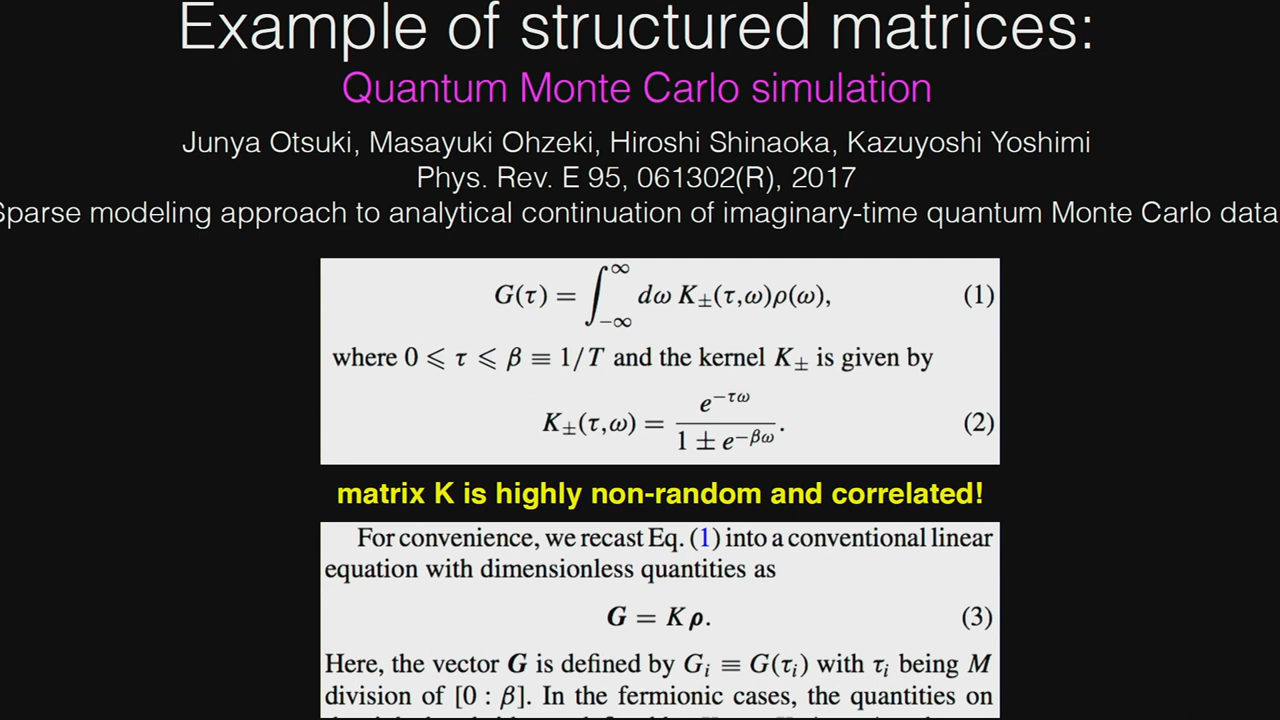 Example of structured matrices:
Quantum Monte Carlo simulation
Junya Otsuki, Masayuki Ohzeki, Hiroshi Shinaoka, Kazuyoshi Yoshimi
Phys. Rev. E 95, 061302(R), 2017
Sparse modeling approach to analytical continuation of imaginary-time quantum Monte Carlo data
G(τ) = ∫_{−∞}^{∞} dω K±(τ,ω)ρ(ω), (1)
where 0 ⩽ τ ⩽ β ≡ 1/T and the kernel K± is given by
K±(τ,ω) = e^{−τω} / (1 ± e^{−βω}). (2)
matrix K is highly non-random and correlated!
For convenience, we recast Eq. (1) into a conventional linear
equation with dimensionless quantities as
G = Kρ. (3)
Here, the vector G is defined by G_i ≡ G(τ_i) with τ_i being M
division of [0 : β]. In the fermionic cases, the quantities on